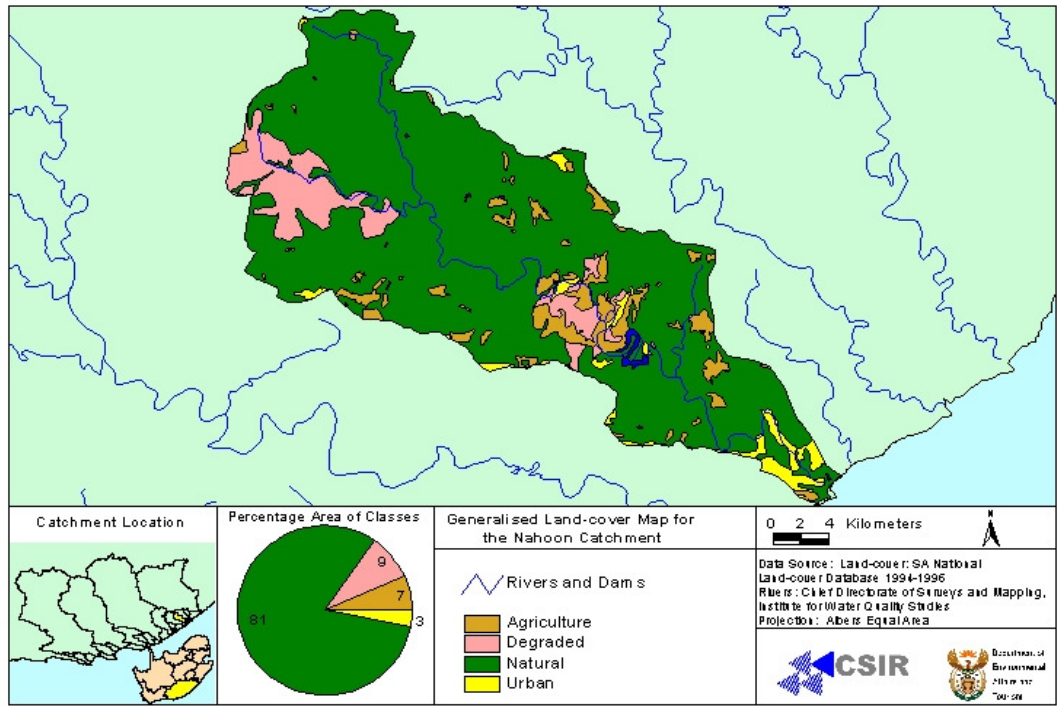 Catchment Location
Percentage Area of Classes
9
7
3
81
Generalised Land-cover Map for
the Nahoon Catchment
Rivers and Dams
Agriculture
Degraded
Natural
Urban
0 2 4 Kilometers
N
Data Source: Land-cover: SA National
Land-cover Database 1994-1996
Rivers: Chief Directorate of Surveys and Mapping,
Institute for Water Quality Studies
Projection: Albers Equal Area
CSIR
Department of
Environmental
Affairs and
Tourism